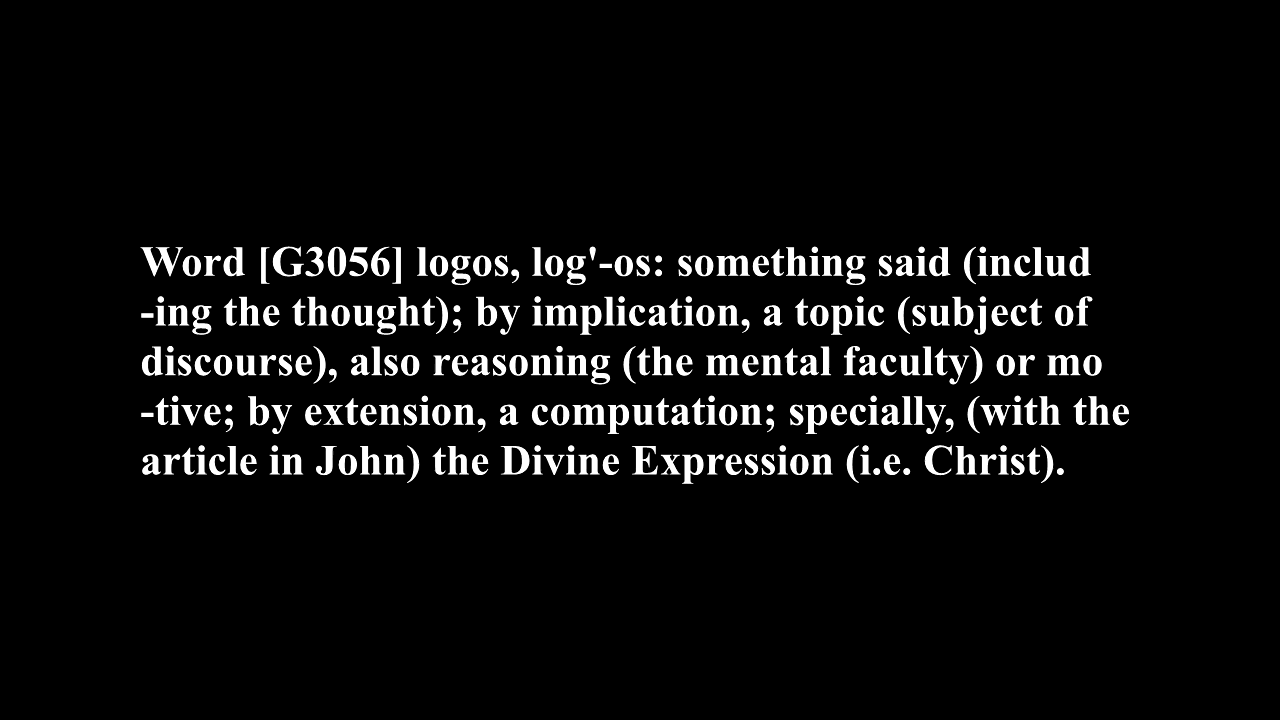 Word [G3056] logos, log'-os: something said (includ
-ing the thought); by implication, a topic (subject of
discourse), also reasoning (the mental faculty) or mo
-tive; by extension, a computation; specially, (with the
article in John) the Divine Expression (i.e. Christ).